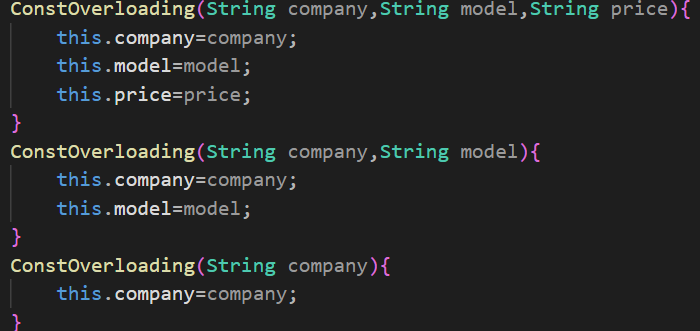 ConstOverloading(String company,String model,String price){
    this.company=company;
    this.model=model;
    this.price=price;
}
ConstOverloading(String company,String model){
    this.company=company;
    this.model=model;
}
ConstOverloading(String company){
    this.company=company;
}